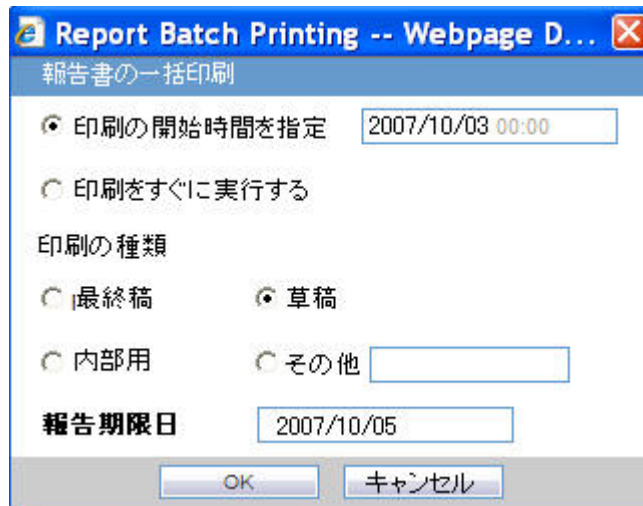 Report Batch Printing -- Webpage D...
報告書の一括印刷
印刷の開始時間を指定 2007/10/03 00:00
印刷をすぐに実行する
印刷の種類
最終稿 草稿
内部用 その他
報告期限日 2007/10/05
OK キャンセル